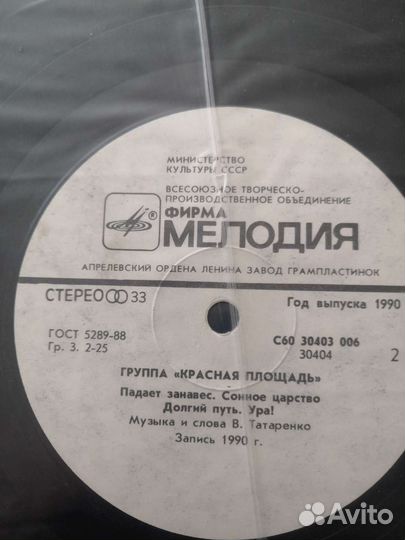 МИНИСТЕРСТВО
КУЛЬТУРЫ СССР
ВСЕСОЮЗНОЕ ТВОРЧЕСКО-
ПРОИЗВОДСТВЕННОЕ ОБЪЕДИНЕНИЕ
®
ФИРМА
МЕЛОДИЯ
АПРЕЛЕВСКИЙ ОРДЕНА ЛЕНИНА ЗАВОД ГРАМПЛАСТИНОК
СТЕРЕО 33
Год выпуска 1990
ГОСТ 5289-88
С60 30403 006
Гр. 3. 2-25
30404
2
ГРУППА «КРАСНАЯ ПЛОЩАДЬ»
Падает занавес. Сонное царство
Долгий путь. Ура!
Музыка и слова В. Татаренко
Запись 1990 г.
Avito